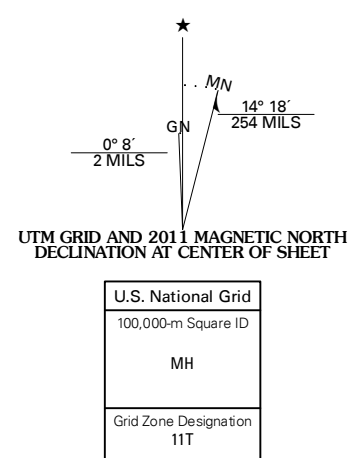 MN
GN
14° 18´
254 MILS
0° 8´
2 MILS
UTM GRID AND 2011 MAGNETIC NORTH
DECLINATION AT CENTER OF SHEET
U.S. National Grid
100,000-m Square ID
MH
Grid Zone Designation
11T